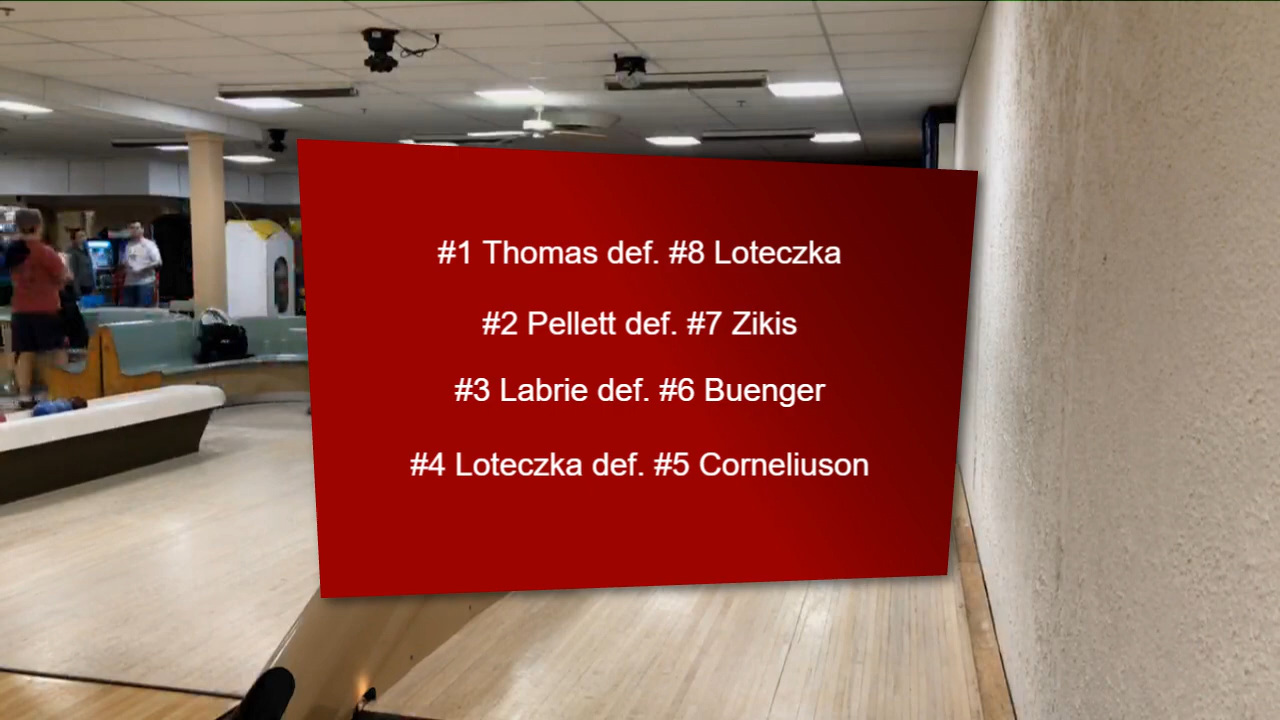 #1 Thomas def. #8 Loteczka
#2 Pellett def. #7 Zikis
#3 Labrie def. #6 Buenger
#4 Loteczka def. #5 Corneliuson